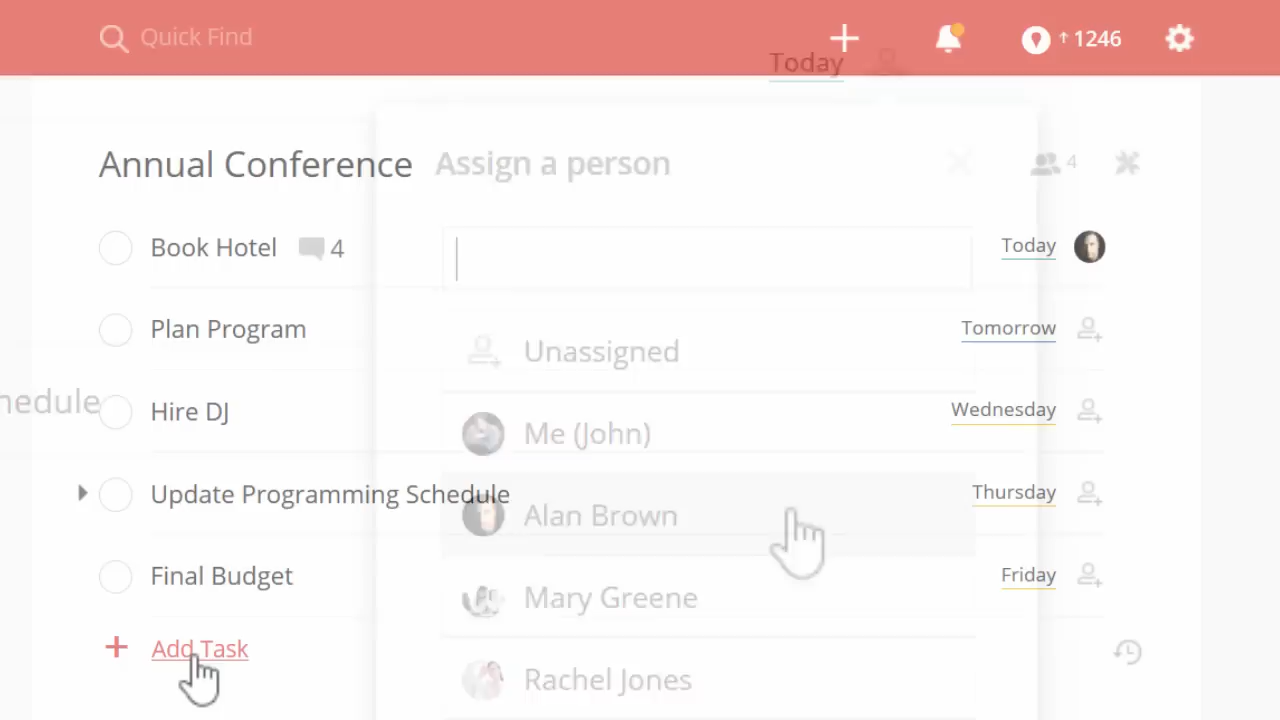 Quick Find
↑1246
Today
Annual Conference
Assign a person
4
Book Hotel
4
Today
Plan Program
Tomorrow
Unassigned
hedule
Hire DJ
Wednesday
Me (John)
Update Programming Schedule
Thursday
Alan Brown
Final Budget
Friday
Mary Greene
+ Add Task
Rachel Jones